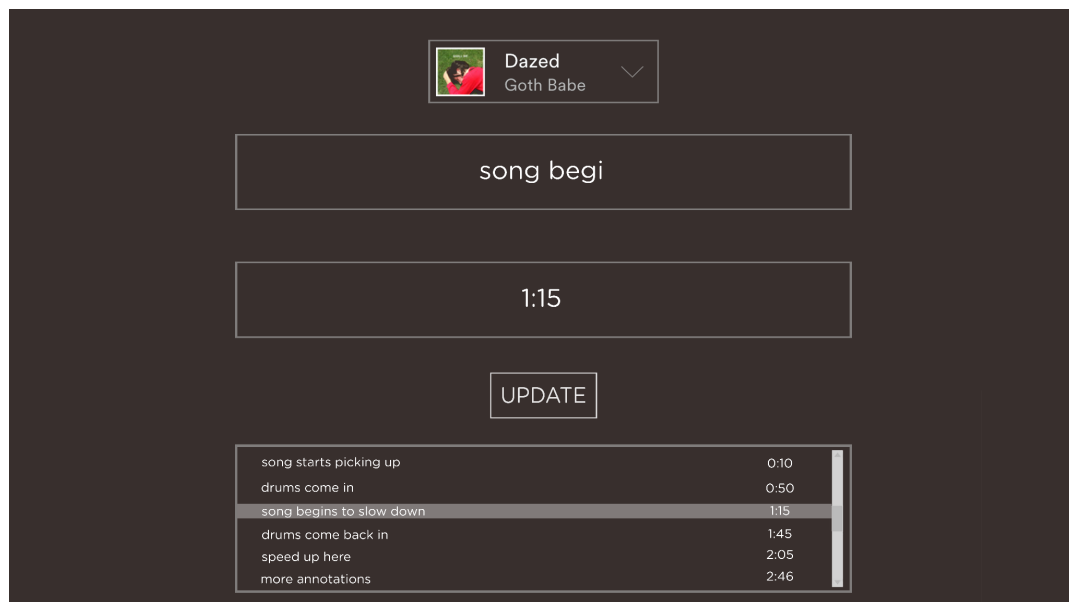 Dazed
Goth Babe
song begi
1:15
UPDATE
song starts picking up 0:10
drums come in 0:50
song begins to slow down 1:15
drums come back in 1:45
speed up here 2:05
more annotations 2:46